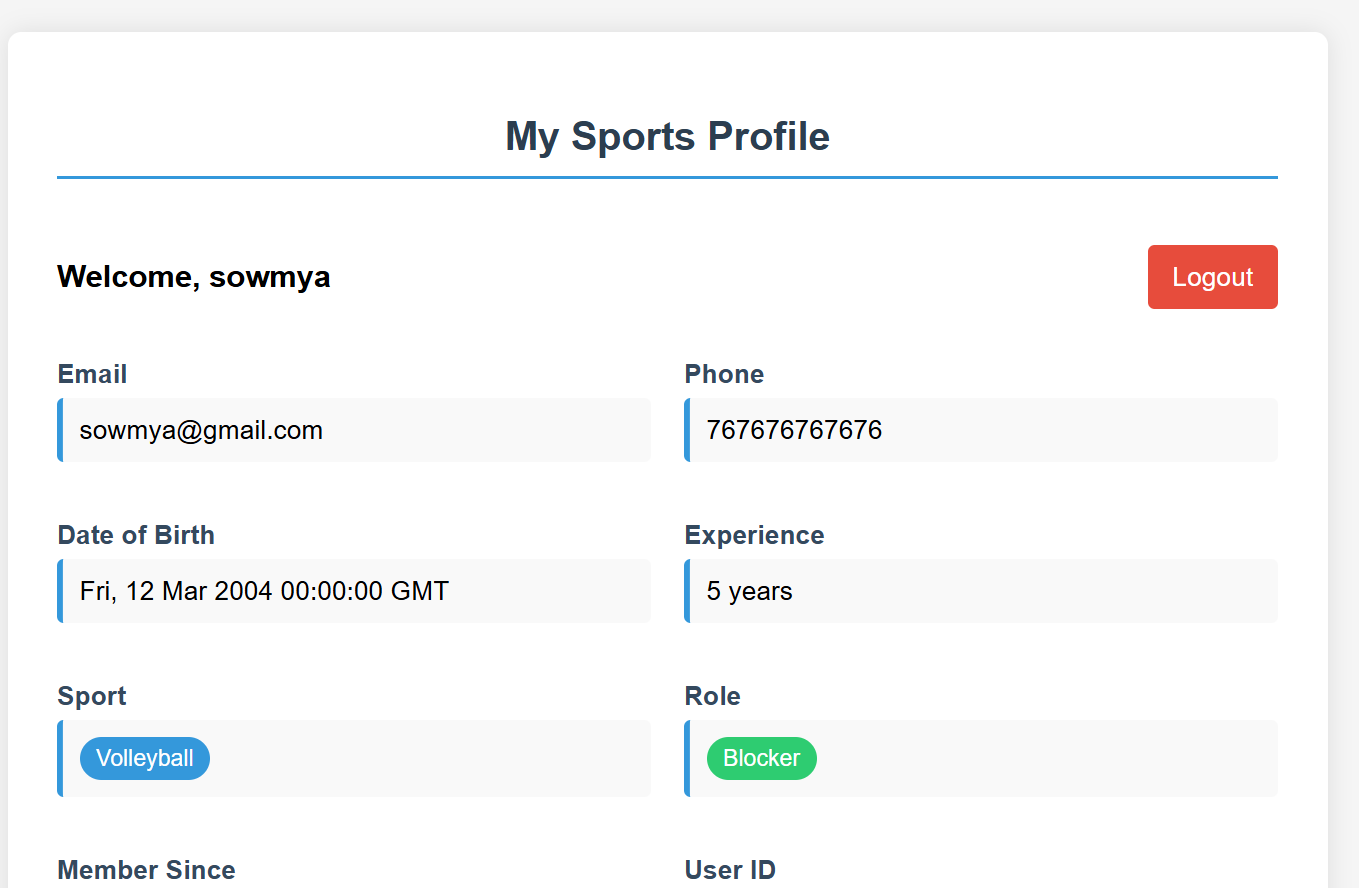 My Sports Profile
Welcome, sowmya
Logout
Email
Phone
sowmya@gmail.com
767676767676
Date of Birth
Experience
Fri, 12 Mar 2004 00:00:00 GMT
5 years
Sport
Role
Volleyball
Blocker
Member Since
User ID